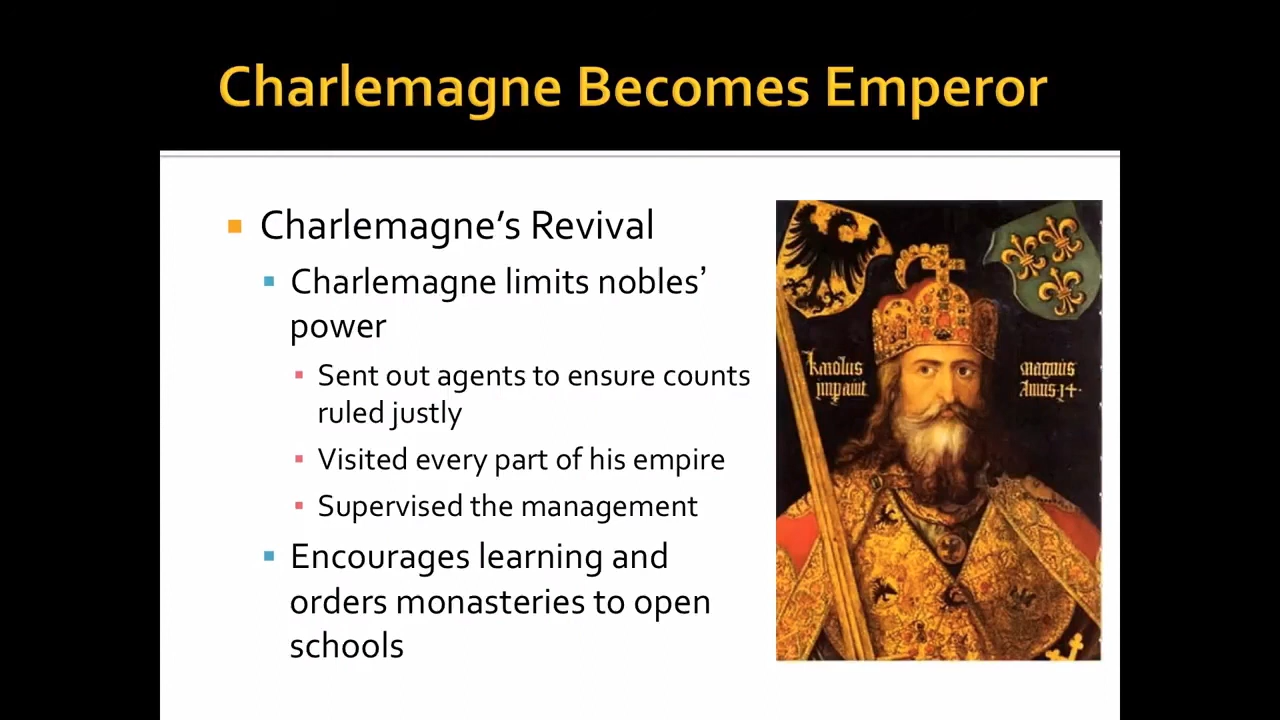 Charlemagne Becomes Emperor
Charlemagne's Revival
Charlemagne limits nobles'
power
Sent out agents to ensure counts
ruled justly
Visited every part of his empire
Supervised the management
Encourages learning and
orders monasteries to open
schools
karolus
magnus